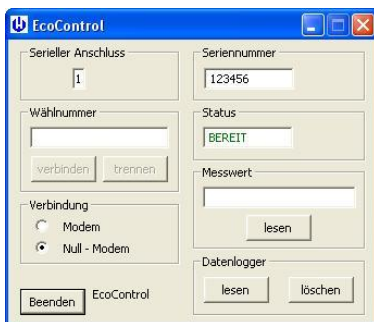 EcoControl
Serieller Anschluss
1
Wählnummer
verbinden trennen
Verbindung
Modem
Null - Modem
Beenden EcoControl
Seriennummer
123456
Status
BEREIT
Messwert
lesen
Datenlogger
lesen löschen